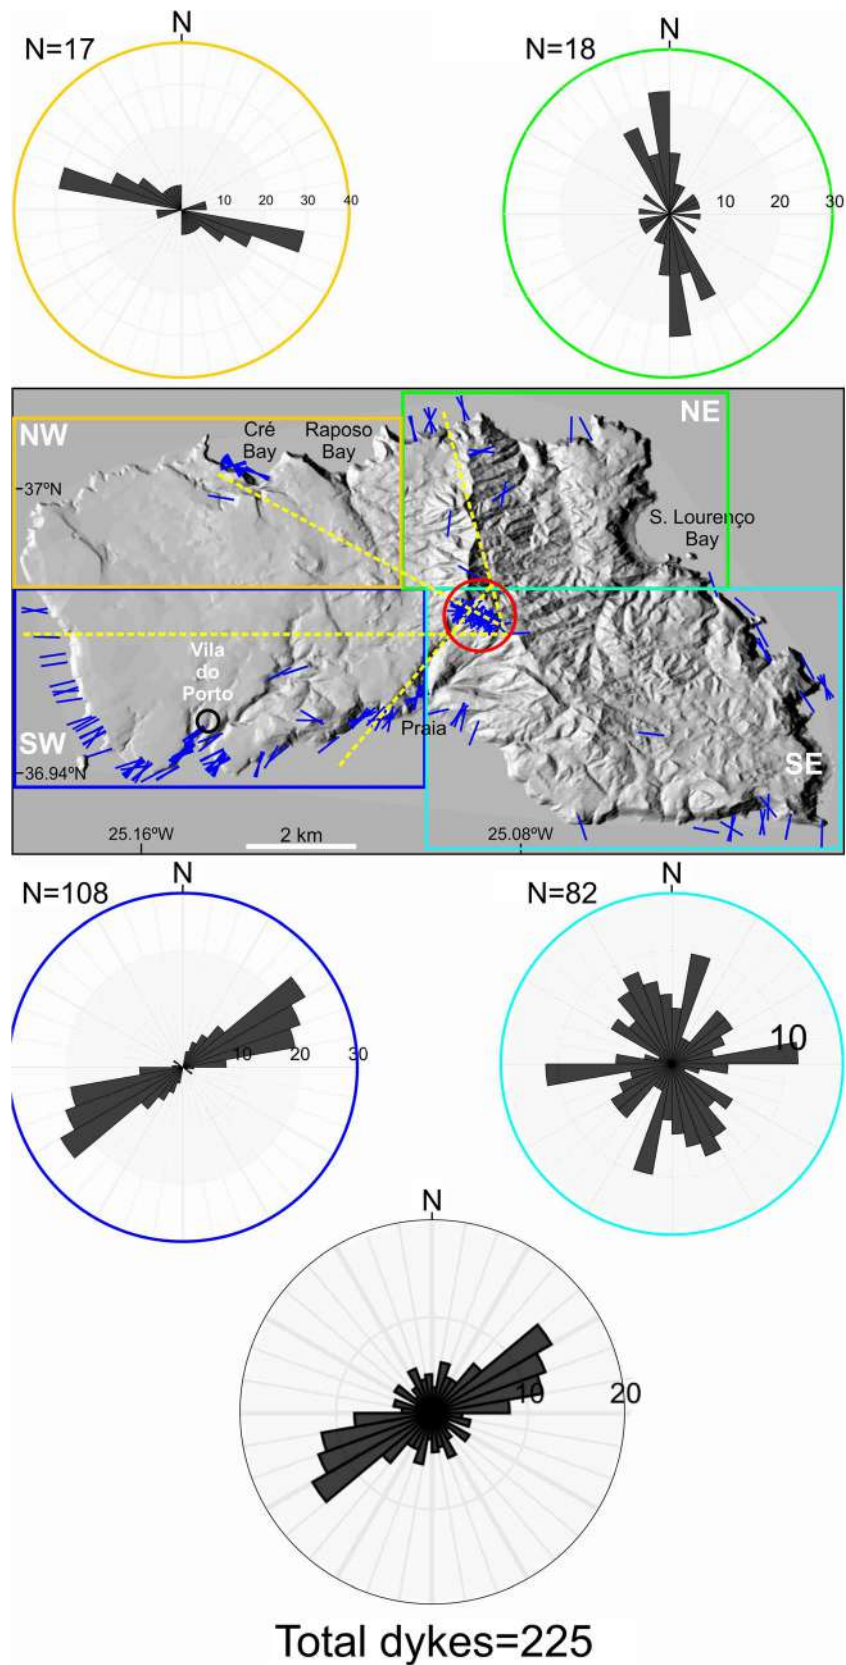 N
N=17
10 20 30 40
N
N=18
10 20 30
NW
Cré
Bay
Raposo
Bay
NE
37ºN
S. Lourenço
Bay
Vila
do
Porto
SW
Praia
SE
36.94ºN
25.16ºW
2 km
25.08ºW
N
N=108
10 20 30
N
N=82
10
N
10 20
Total dykes=225